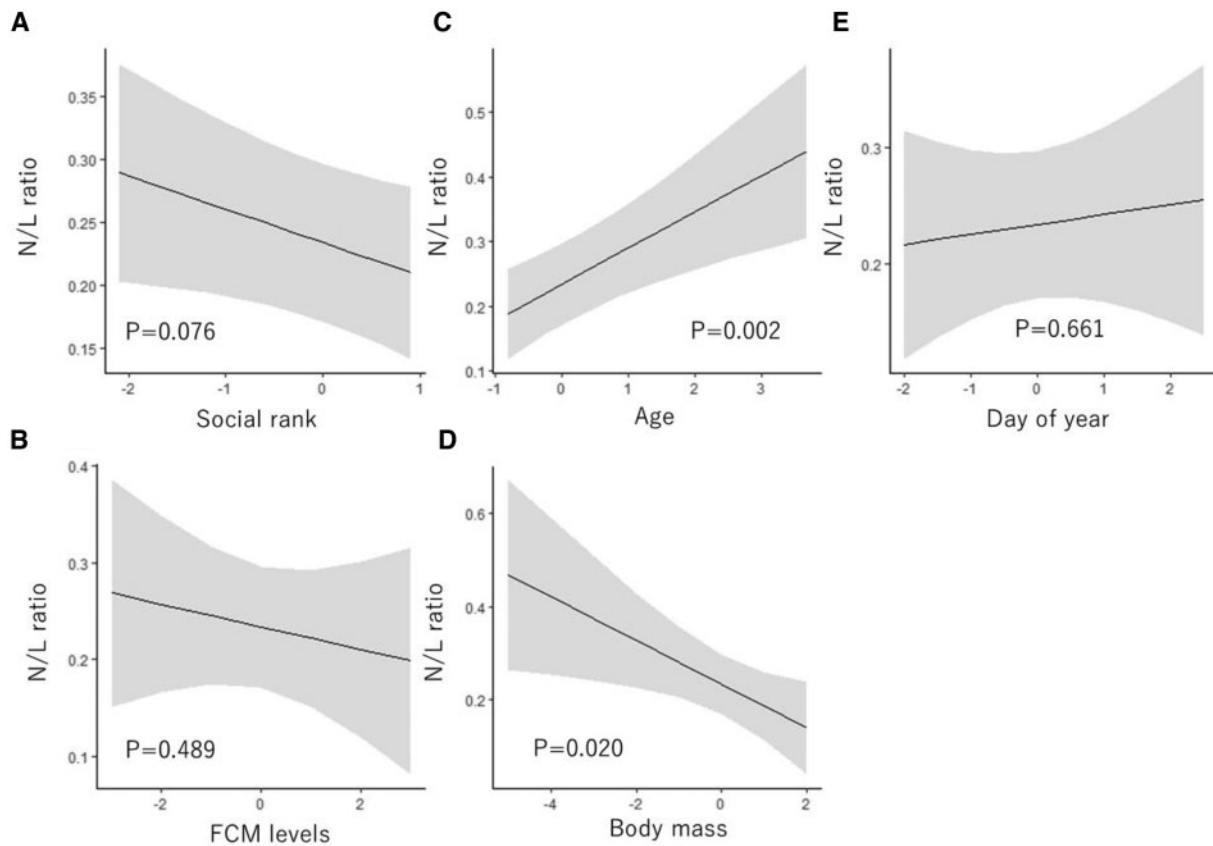 A
N/L ratio
0.35
0.30
0.25
0.20
0.15
P=0.076
-2
-1
0
1
Social rank
C
N/L ratio
0.5
0.4
0.3
0.2
0.1
P=0.002
-1
0
1
2
3
Age
E
N/L ratio
0.3
0.2
P=0.661
-2
-1
0
1
2
Day of year
B
N/L ratio
0.4
0.3
0.2
0.1
P=0.489
-2
0
2
FCM levels
D
N/L ratio
0.6
0.4
0.2
P=0.020
-4
-2
0
2
Body mass